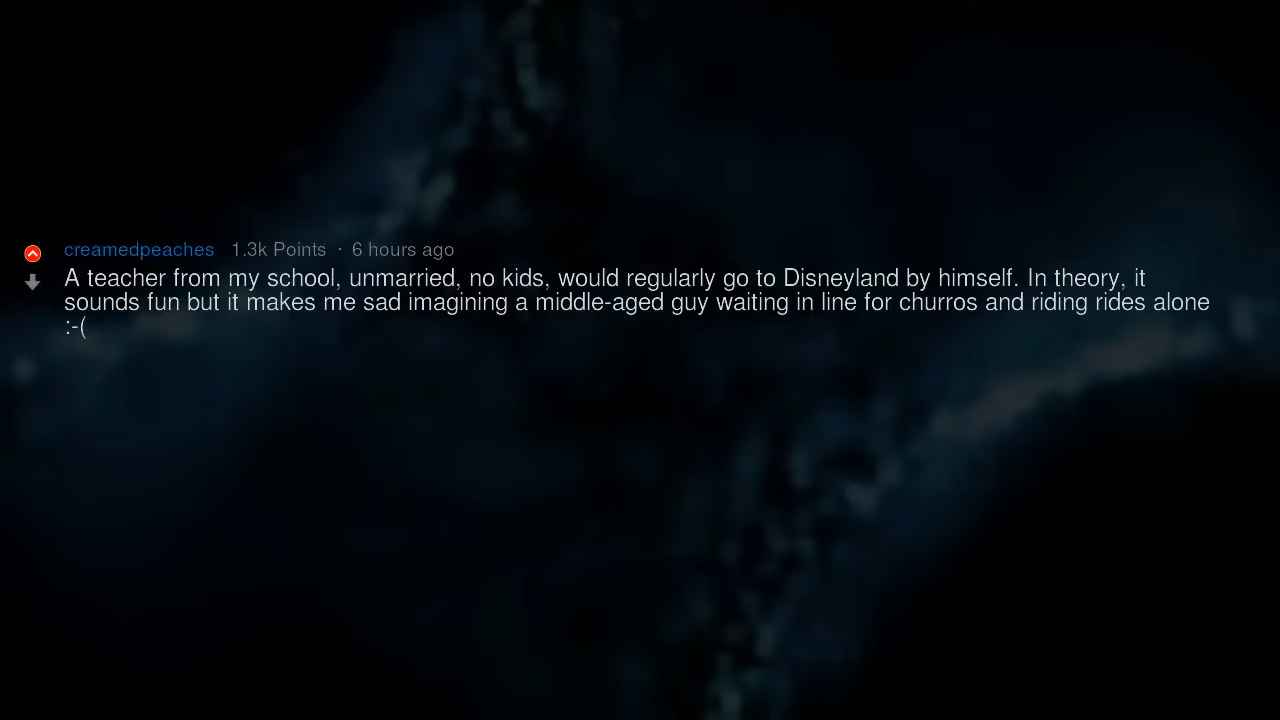 creamedpeaches 1.3k Points · 6 hours ago
A teacher from my school, unmarried, no kids, would regularly go to Disneyland by himself. In theory, it
sounds fun but it makes me sad imagining a middle-aged guy waiting in line for churros and riding rides alone
:-(